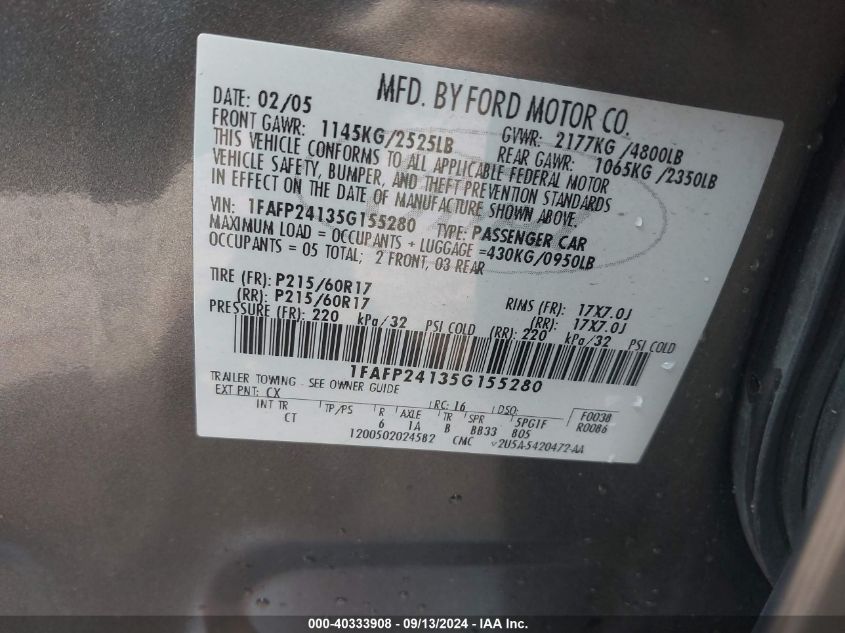 MFD. BY FORD MOTOR CO.
DATE: 02/05 GVWR: 2177KG/4800LB
FRONT GAWR: 1145KG/2525LB REAR GAWR: 1065KG/2350LB
THIS VEHICLE CONFORMS TO ALL APPLICABLE FEDERAL MOTOR
VEHICLE SAFETY, BUMPER, AND THEFT PREVENTION STANDARDS
IN EFFECT ON THE DATE OF MANUFACTURE SHOWN ABOVE.
VIN: 1FAFP24135G155280 TYPE: PASSENGER CAR
MAXIMUM LOAD = OCCUPANTS + LUGGAGE =430KG/0950LB
OCCUPANTS = 05 TOTAL; 2 FRONT, 03 REAR
TIRE (FR): P215/60R17 RIMS (FR): 17X7.0J
(RR): P215/60R17 (RR): 17X7.0J
PRESSURE (FR): 220 kPa/32 PSI COLD (RR): 220 kPa/32 PSI COLD
1FAFP24135G155280
TRAILER TOWING - SEE OWNER GUIDE
EXT PNT: CX RC: 16 DSO: F0038
INT TR TP/PS R AXLE TR SPR 5PG1F R0086
CT 6 1A B BB33 B05
1200502024582 CMC v2U5A-5420472-AA
000-40333908 - 09/13/2024 - IAA Inc.